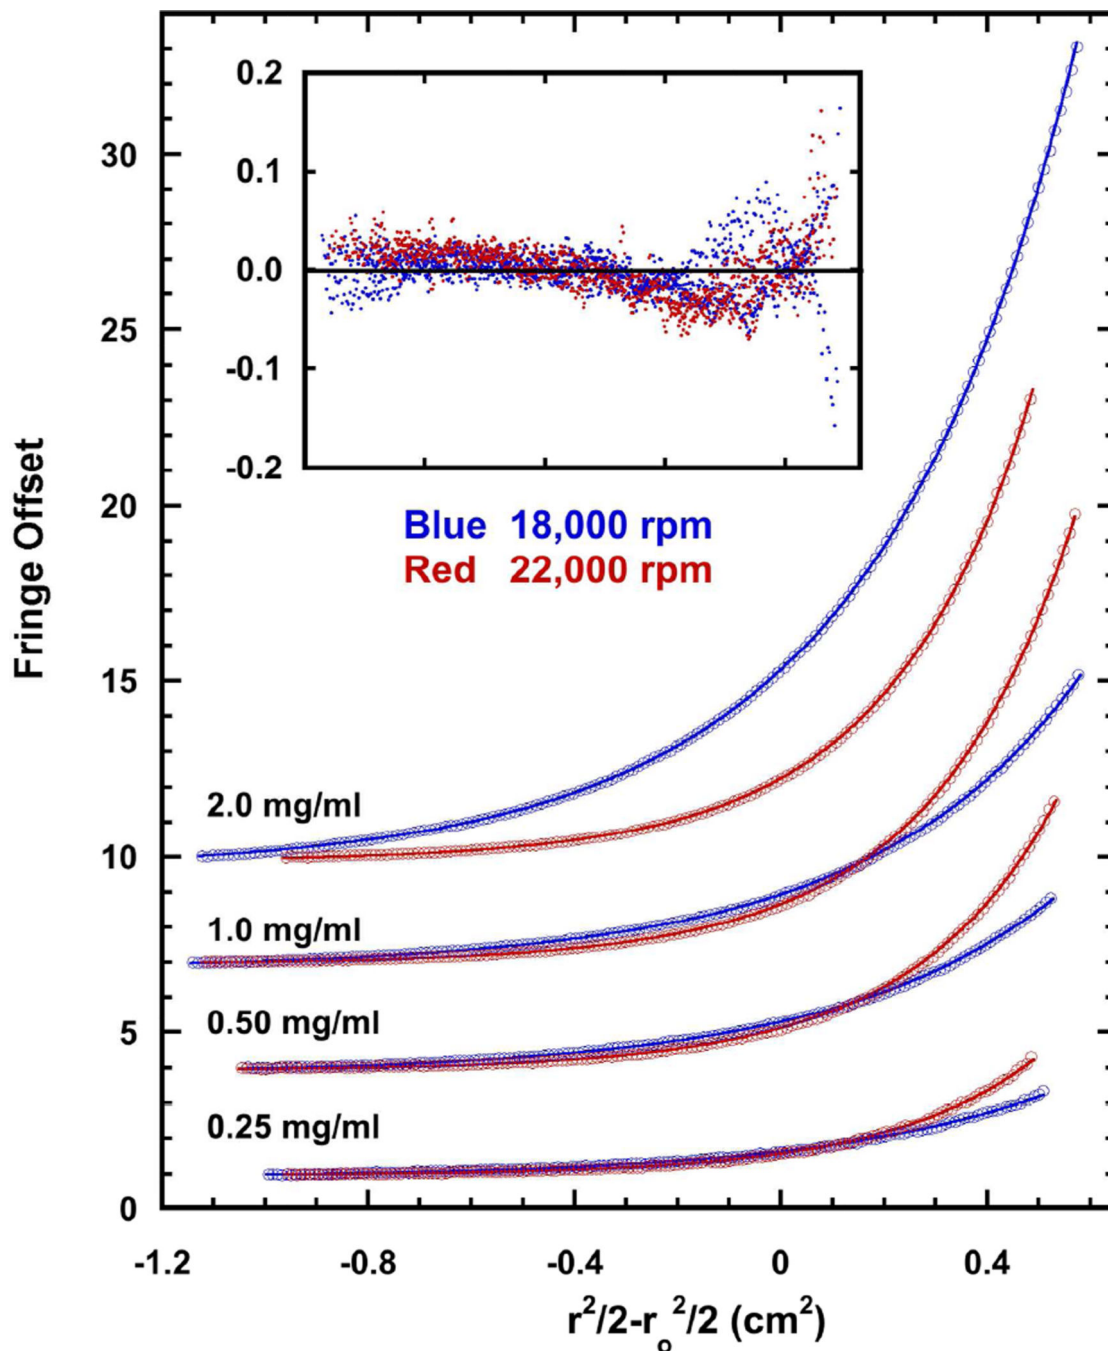 0.2
0.1
0.0
-0.1
-0.2
30
25
20
15
10
5
0
Fringe Offset
Blue 18,000 rpm
Red 22,000 rpm
2.0 mg/ml
1.0 mg/ml
0.50 mg/ml
0.25 mg/ml
-1.2 -0.8 -0.4 0 0.4
r²/2-rₒ²/2 (cm²)